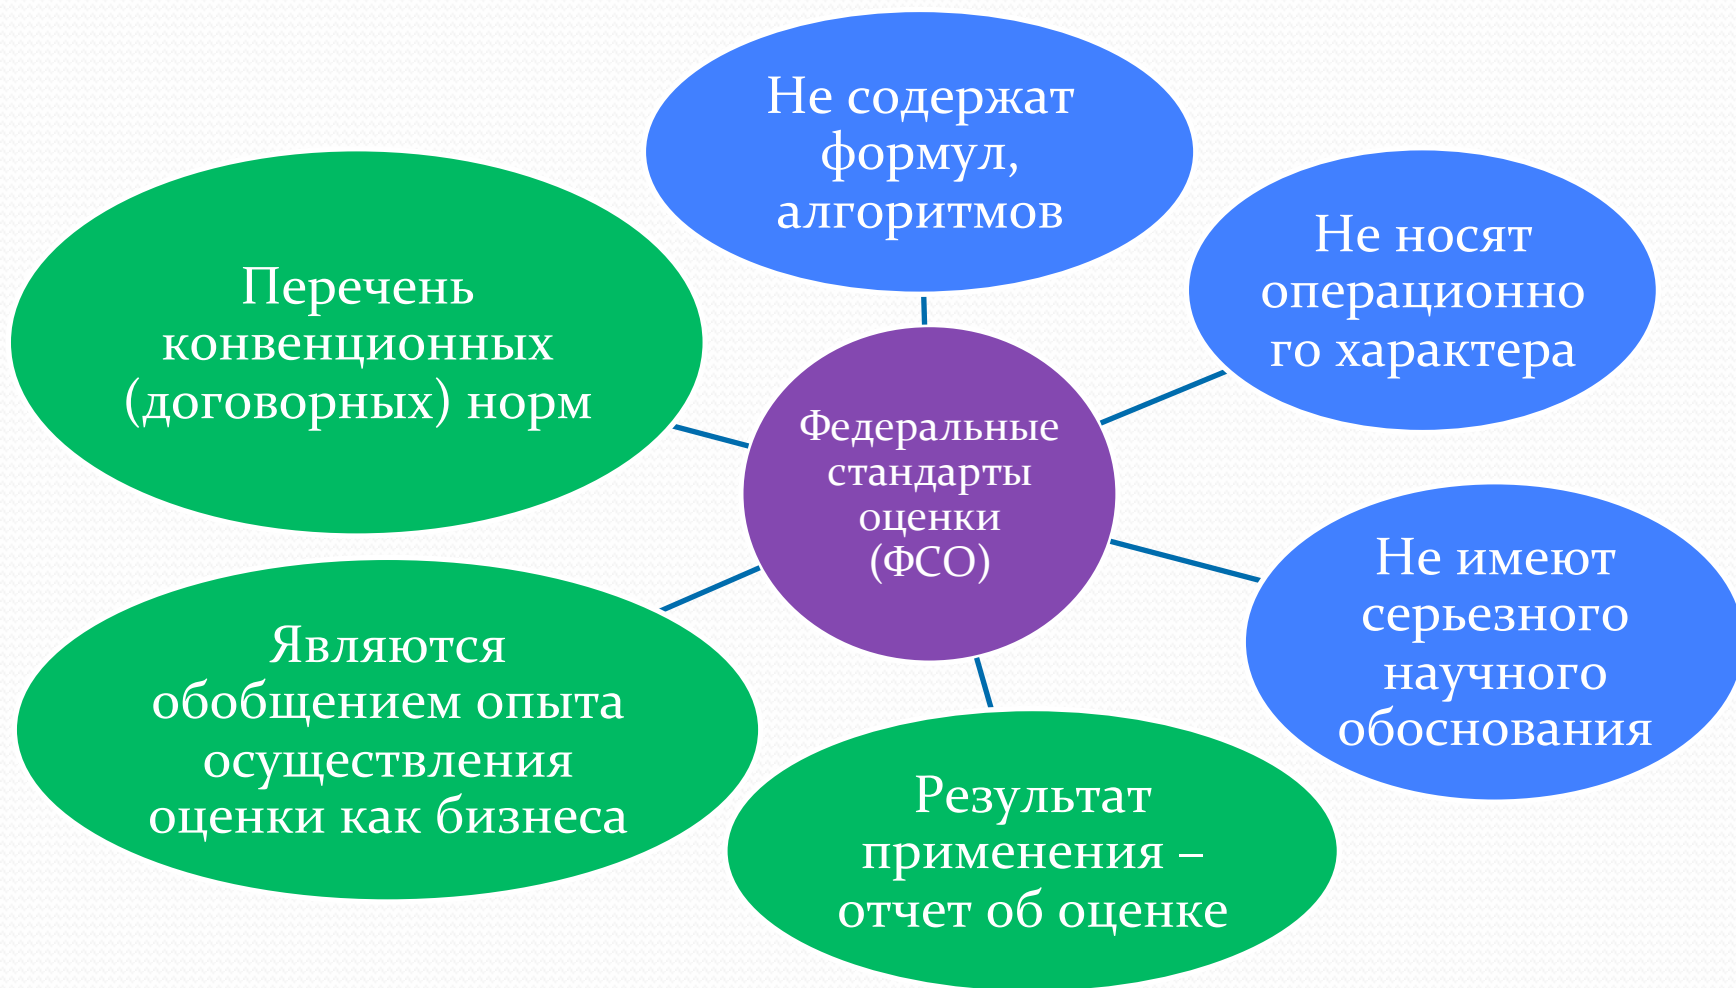 Не содержат
формул,
алгоритмов
Не носят
операционно
го характера
Не имеют
серьезного
научного
обоснования
Результат
применения –
отчет об оценке
Являются
обобщением опыта
осуществления
оценки как бизнеса
Перечень
конвенционных
(договорных) норм
Федеральные
стандарты
оценки
(ФСО)